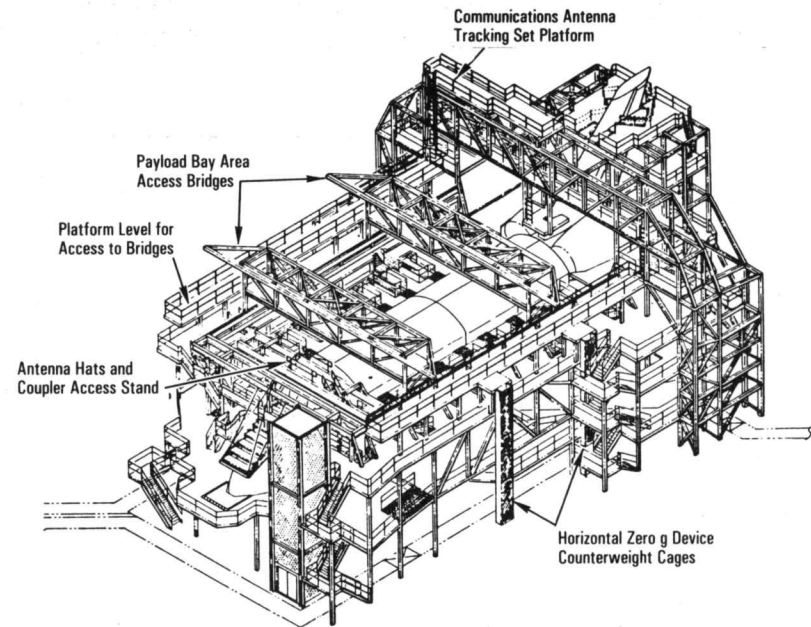 Communications Antenna
Tracking Set Platform
Payload Bay Area
Access Bridges
Platform Level for
Access to Bridges
Antenna Hats and
Coupler Access Stand
Horizontal Zero g Device
Counterweight Cages